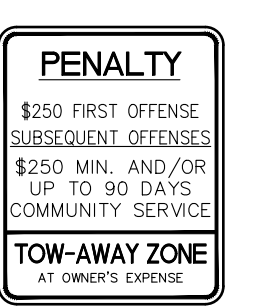 PENALTY
$250 FIRST OFFENSE
SUBSEQUENT OFFENSES
$250 MIN. AND/OR
UP TO 90 DAYS
COMMUNITY SERVICE
TOW-AWAY ZONE
AT OWNER'S EXPENSE